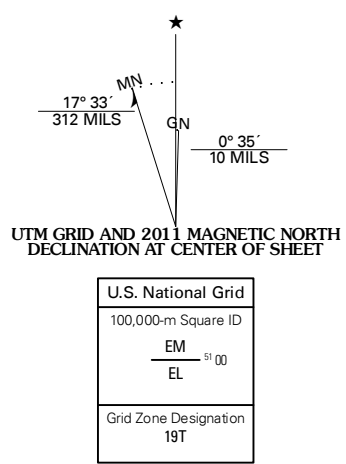 ★
MN
GN
17° 33´
312 MILS
0° 35´
10 MILS
UTM GRID AND 2011 MAGNETIC NORTH
DECLINATION AT CENTER OF SHEET
U.S. National Grid
100,000-m Square ID
EM
51 00
EL
Grid Zone Designation
19T